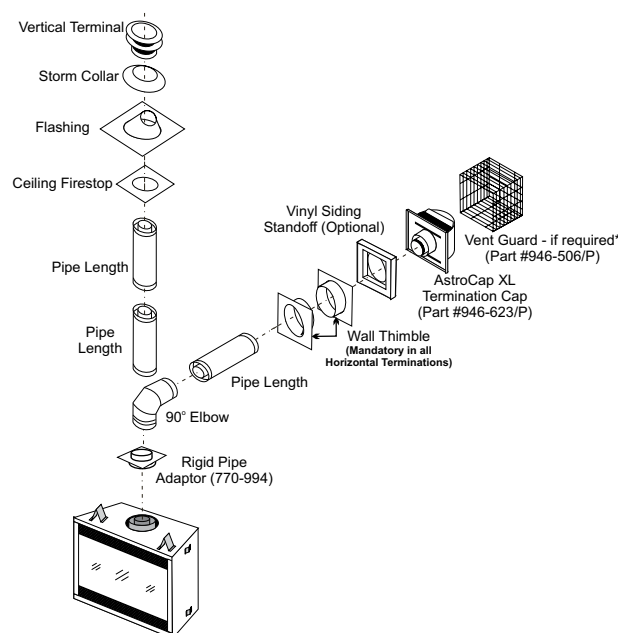 Vertical Terminal
Storm Collar
Flashing
Ceiling Firestop
Pipe Length
Pipe
Length
90° Elbow
Rigid Pipe
Adaptor (770-994)
Pipe Length
Wall Thimble
(Mandatory in all
Horizontal Terminations)
Vinyl Siding
Standoff (Optional)
Vent Guard - if required*
(Part #946-506/P)
AstroCap XL
Termination Cap
(Part #946-623/P)